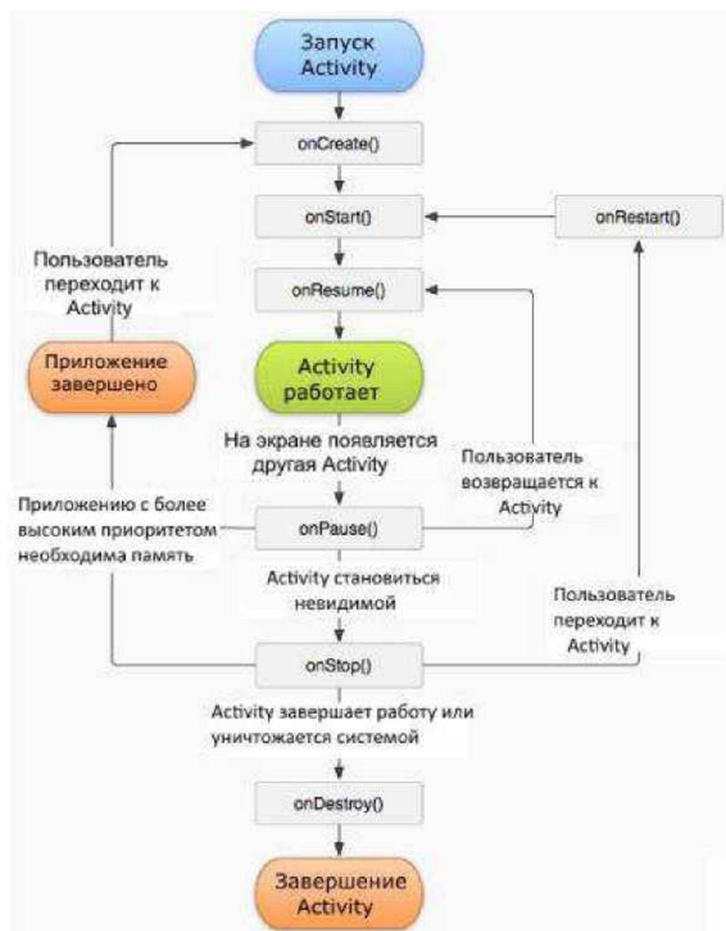 Запуск
Activity
onCreate()
onStart()
onRestart()
Пользователь
переходит к
Activity
onResume()
Приложение
завершено
Activity
работает
На экране появляется
другая Activity
Пользователь
возвращается к
Activity
Приложению с более
высоким приоритетом
необходима память
onPause()
Activity становиться
невидимой
Пользователь
переходит к
Activity
onStop()
Activity завершает работу или
уничтожается системой
onDestroy()
Завершение
Activity